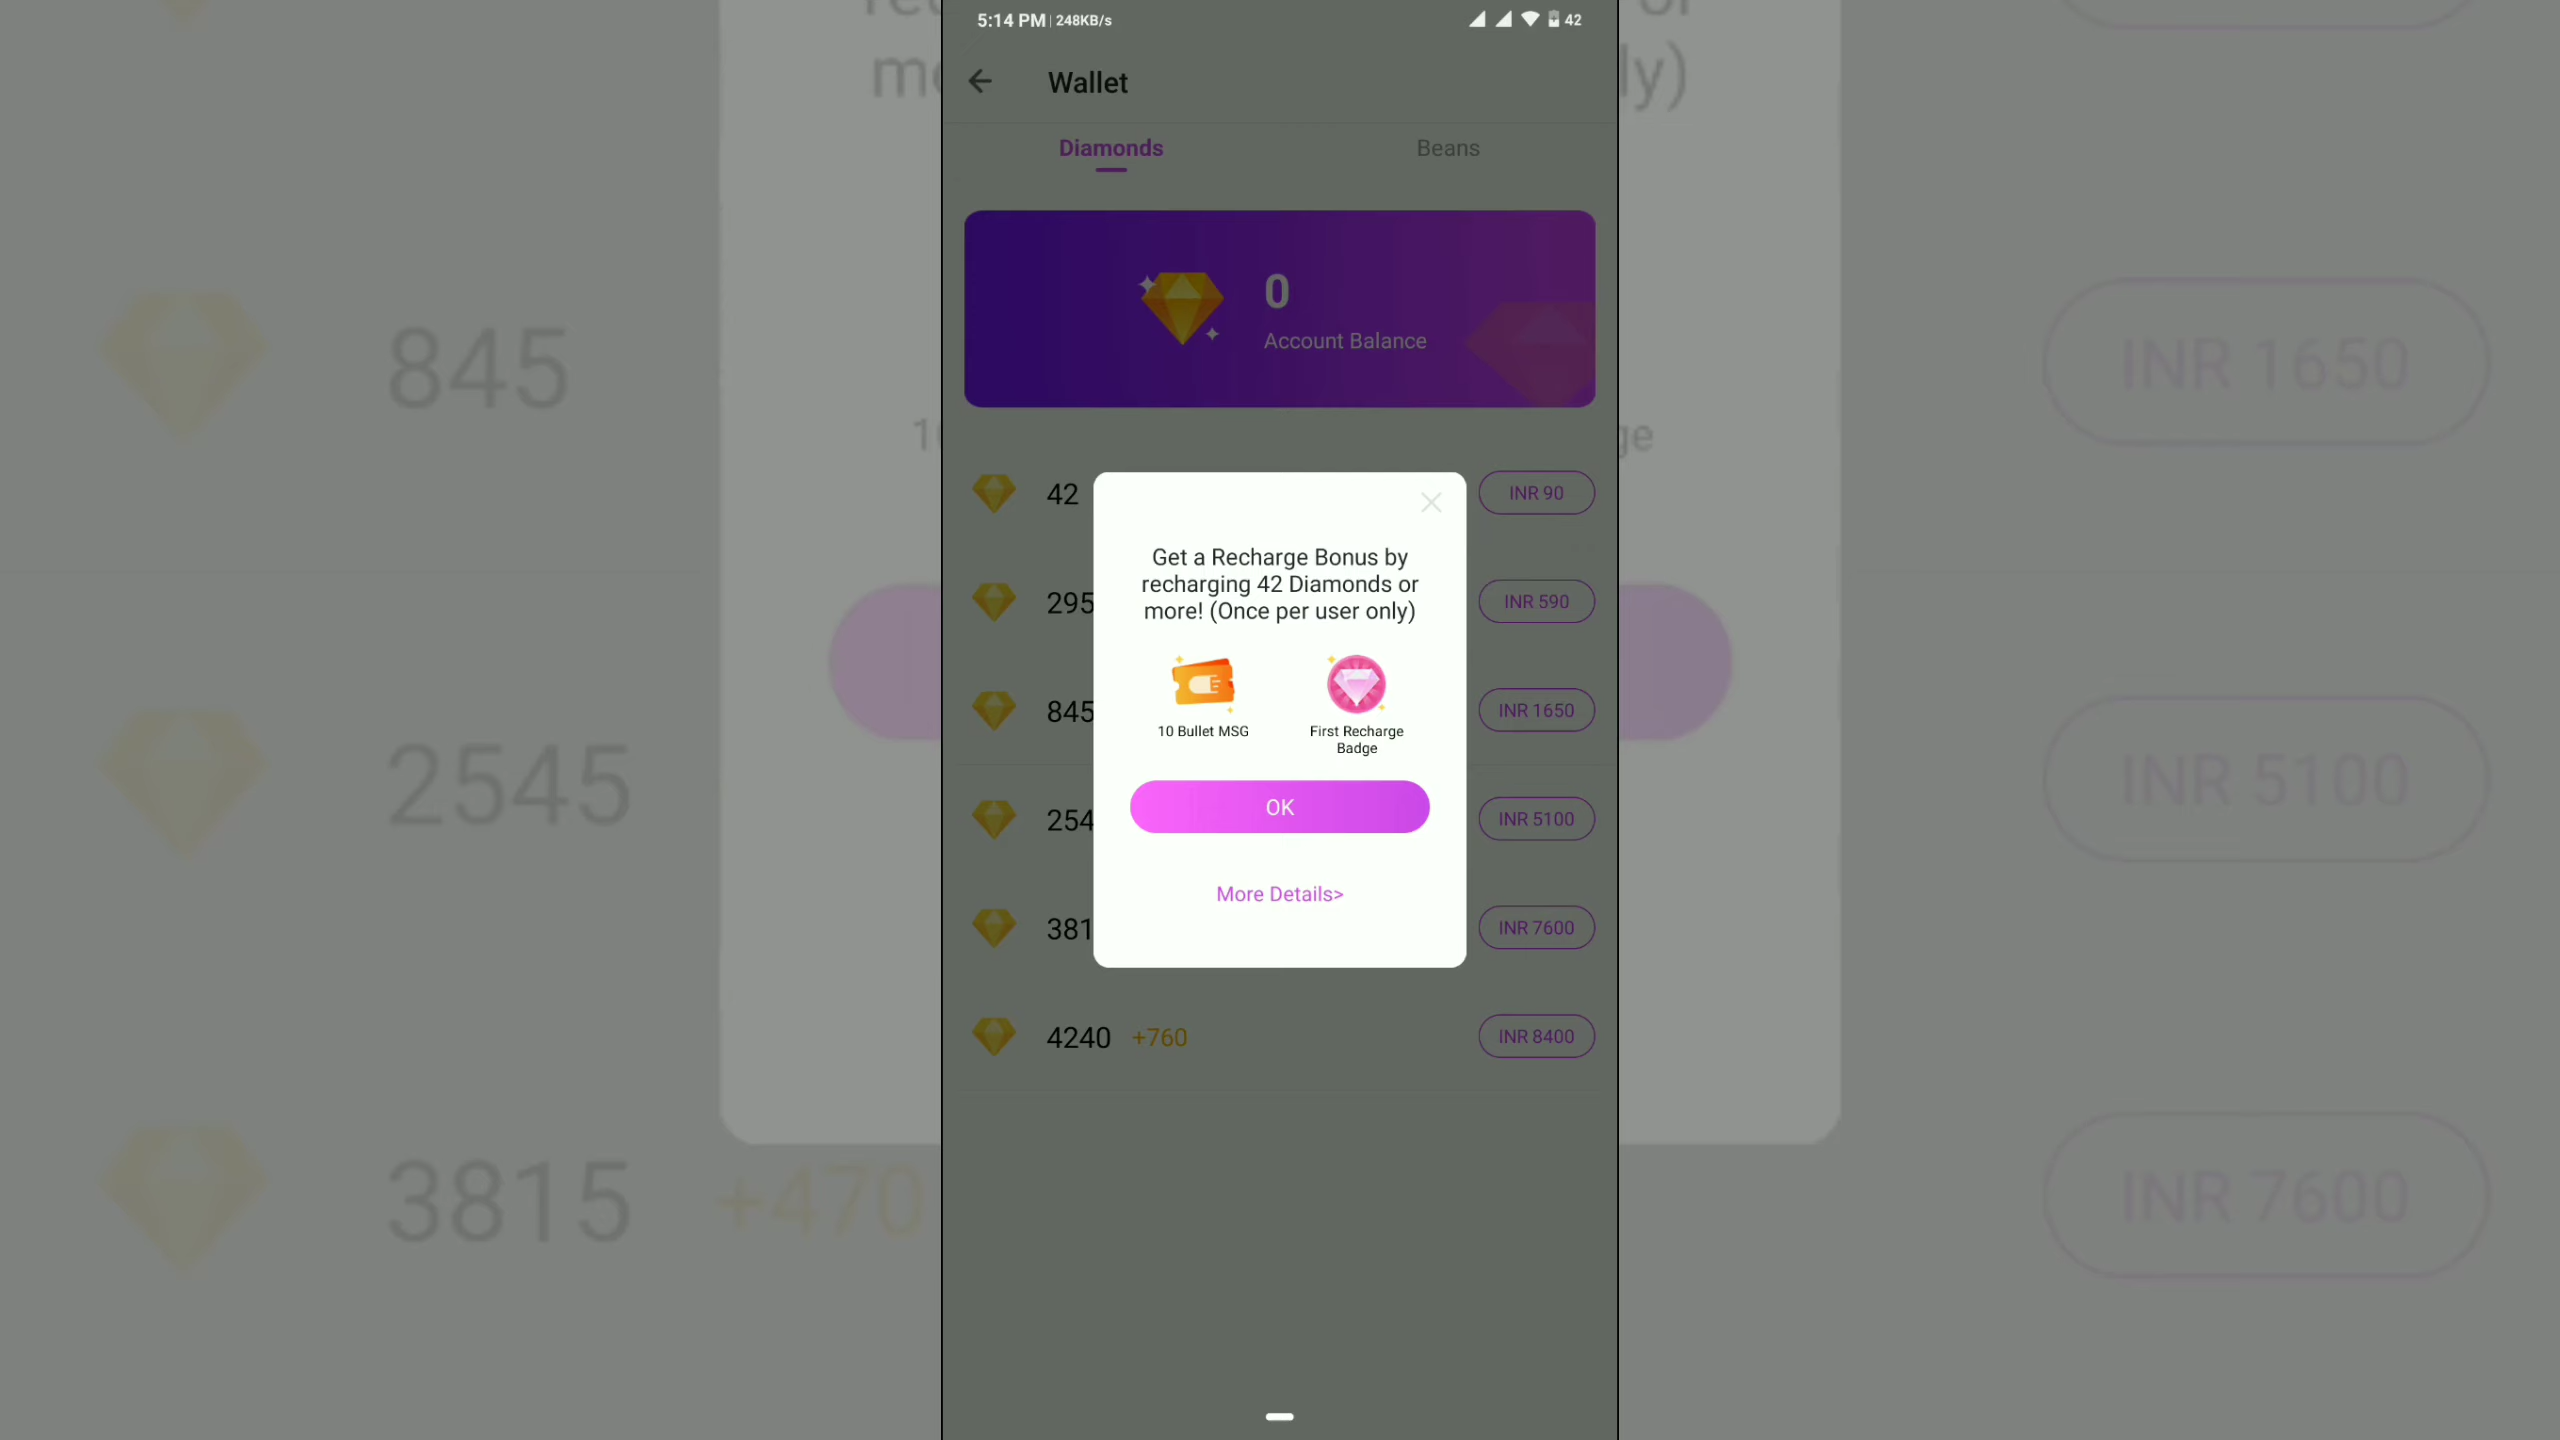 5:14 PM | 248KB/s
42
Wallet
Diamonds
Beans
0
Account Balance
42
INR 90
295
INR 590
845
INR 1650
254
INR 5100
381
INR 7600
4240 +760
INR 8400
Get a Recharge Bonus by
recharging 42 Diamonds or
more! (Once per user only)
10 Bullet MSG
First Recharge
Badge
OK
More Details>
845
INR 1650
2545
INR 5100
3815 +470
INR 7600
ly)
ge